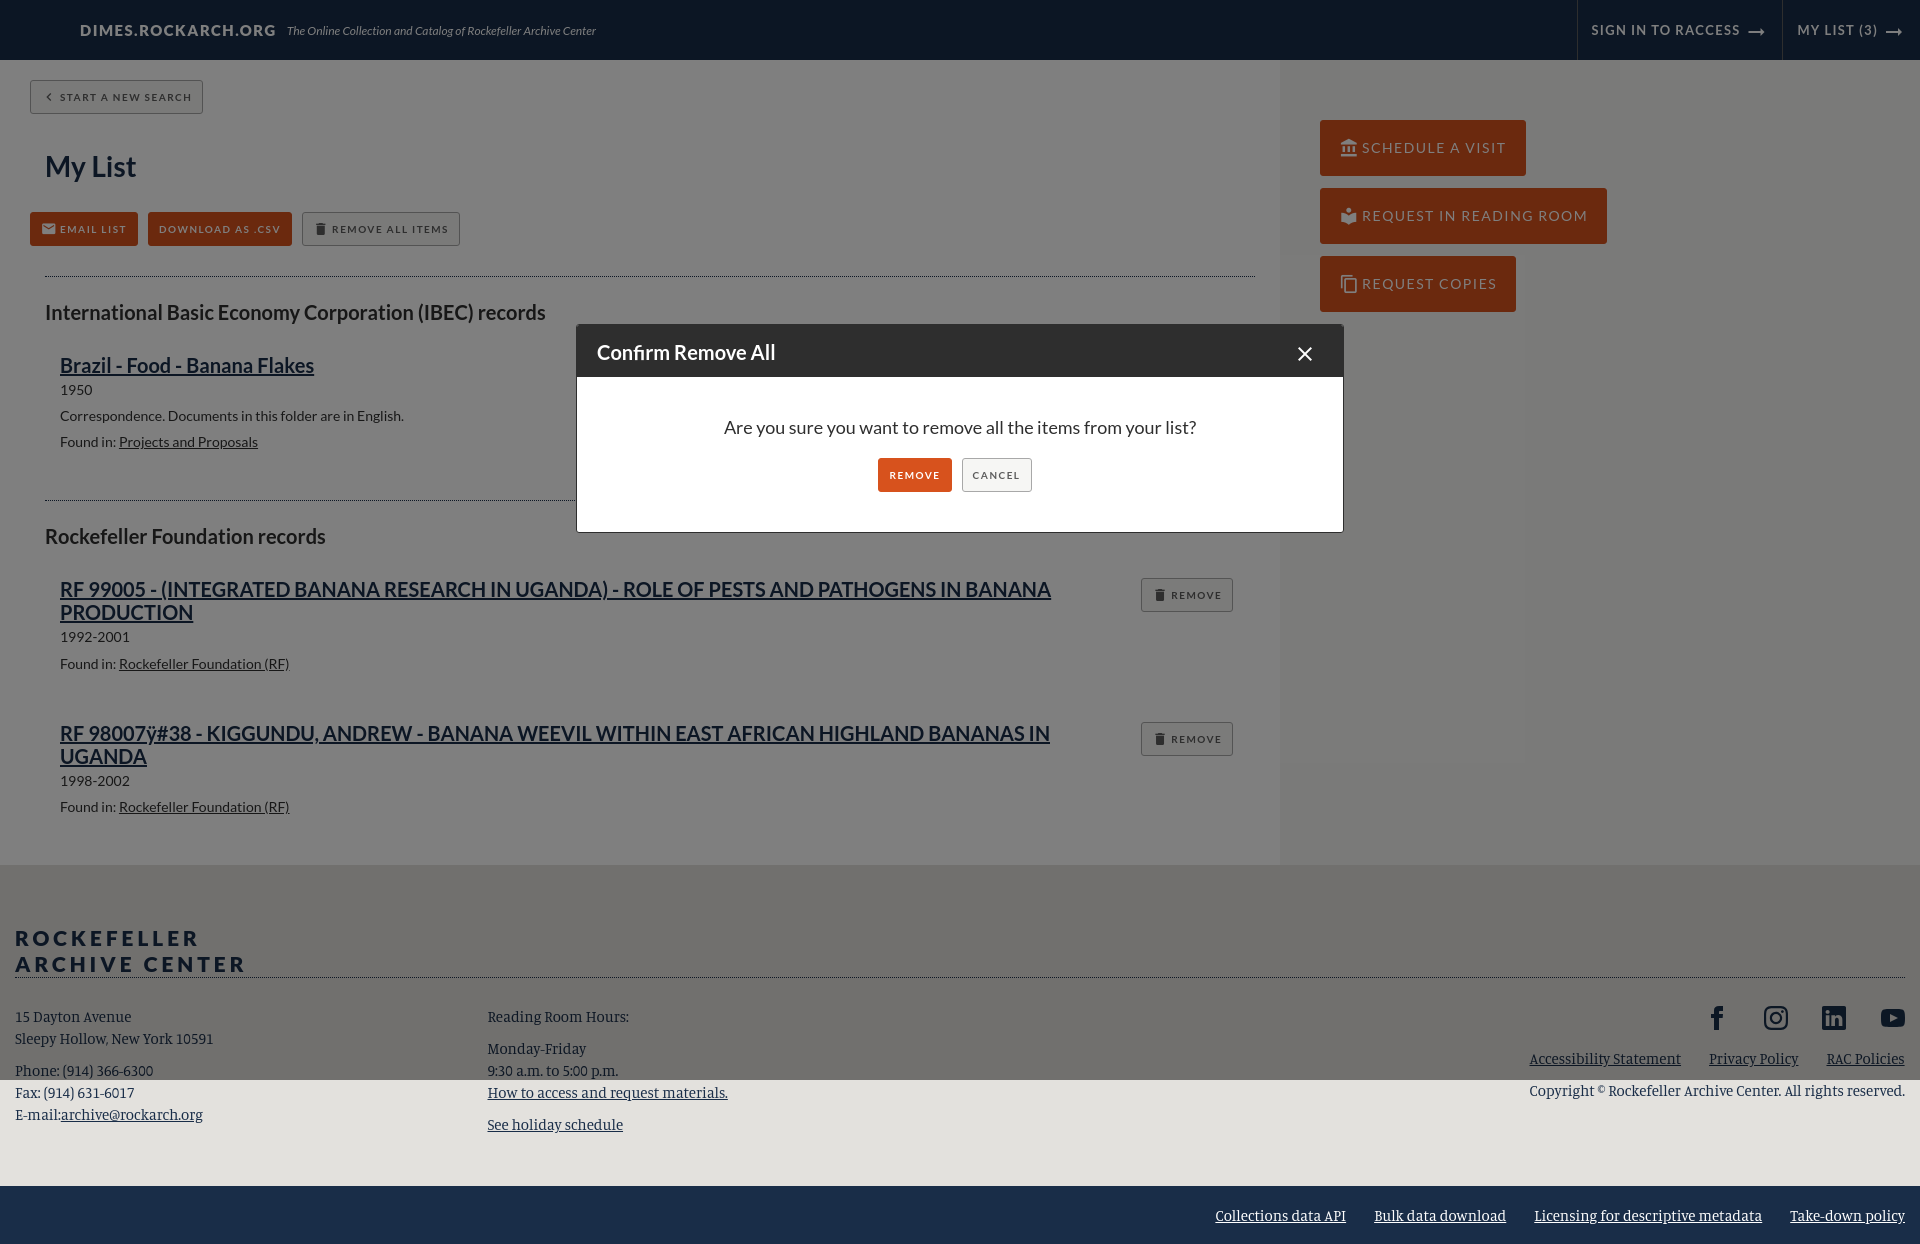 DIMES.ROCKARCH.ORG The Online Collection and Catalog of Rockefeller Archive Center
SIGN IN TO RACCESS
MY LIST (3)
START A NEW SEARCH
My List
EMAIL LIST
DOWNLOAD AS .CSV
REMOVE ALL ITEMS
SCHEDULE A VISIT
REQUEST IN READING ROOM
REQUEST COPIES
International Basic Economy Corporation (IBEC) records
Brazil - Food - Banana Flakes
1950
Correspondence. Documents in this folder are in English.
Found in: Projects and Proposals
Confirm Remove All
Are you sure you want to remove all the items from your list?
REMOVE
CANCEL
Rockefeller Foundation records
RF 99005 - (INTEGRATED BANANA RESEARCH IN UGANDA) - ROLE OF PESTS AND PATHOGENS IN BANANA
PRODUCTION
1992-2001
Found in: Rockefeller Foundation (RF)
REMOVE
RF 98007ÿ#38 - KIGGUNDU, ANDREW - BANANA WEEVIL WITHIN EAST AFRICAN HIGHLAND BANANAS IN
UGANDA
1998-2002
Found in: Rockefeller Foundation (RF)
REMOVE
ROCKEFELLER
ARCHIVE CENTER
15 Dayton Avenue
Sleepy Hollow, New York 10591
Phone: (914) 366-6300
Fax: (914) 631-6017
E-mail:archive@rockarch.org
Reading Room Hours:
Monday-Friday
9:30 a.m. to 5:00 p.m.
How to access and request materials.
See holiday schedule
Accessibility Statement
Privacy Policy
RAC Policies
Copyright © Rockefeller Archive Center. All rights reserved.
Collections data API
Bulk data download
Licensing for descriptive metadata
Take-down policy